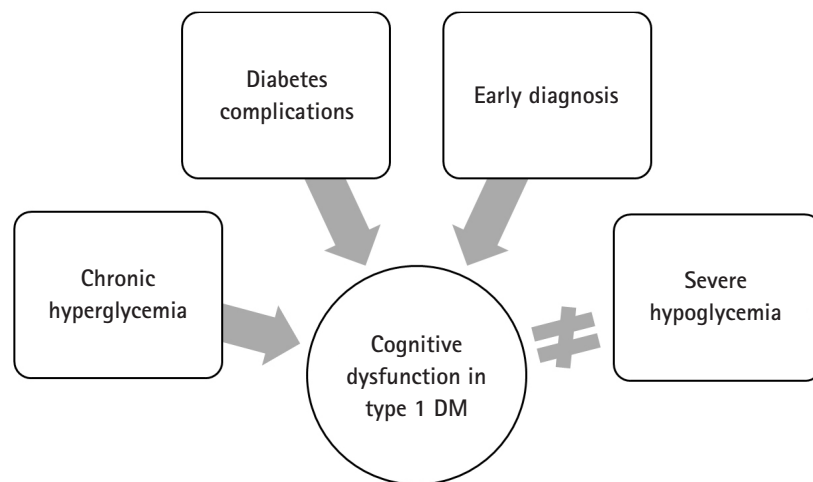 Diabetes
complications
Early diagnosis
Chronic
hyperglycemia
Severe
hypoglycemia
Cognitive
dysfunction in
type 1 DM